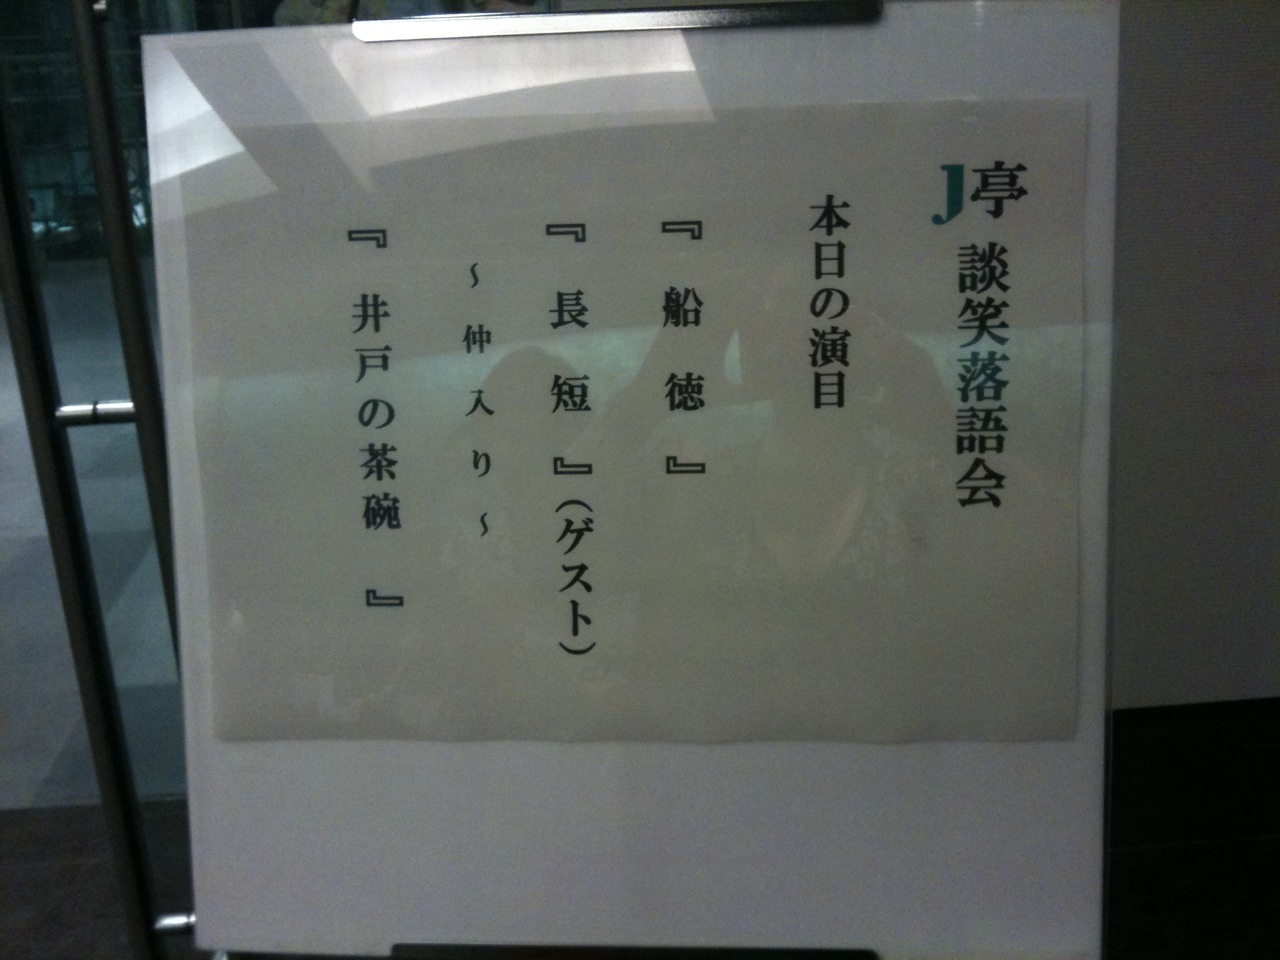 J亭 談笑落語会
本日の演目
『船徳』
『長短』(ゲスト)
～仲入り～
『井戸の茶碗』